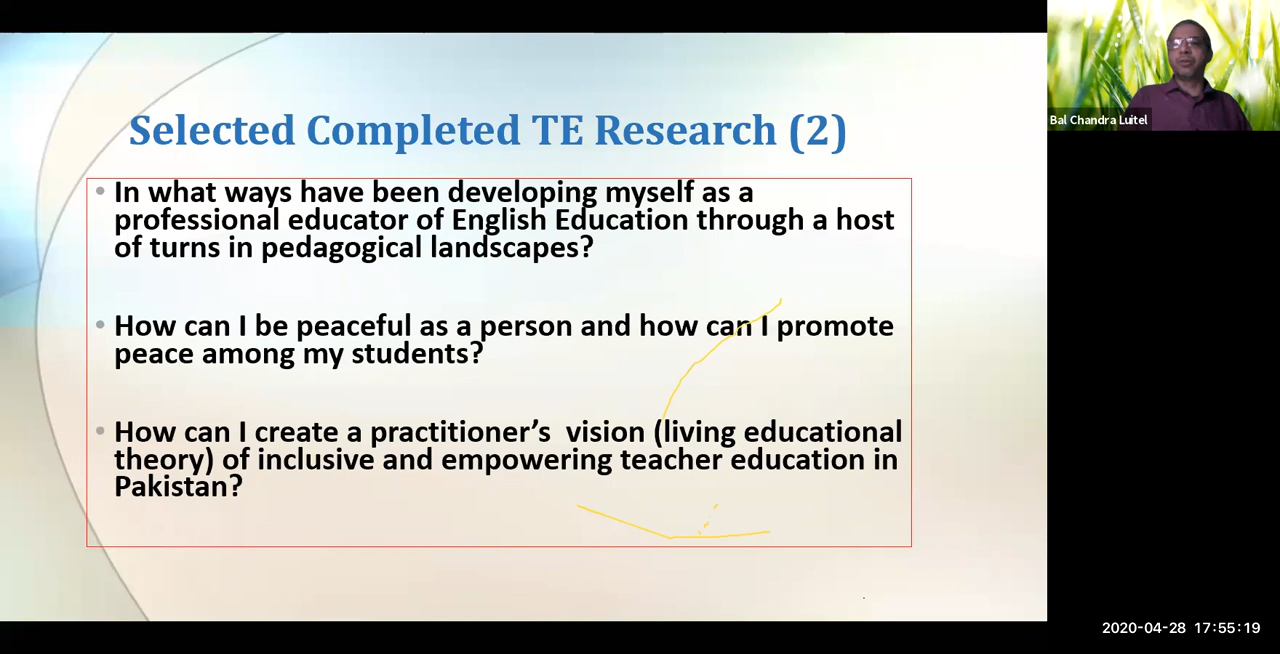 Selected Completed TE Research (2)
• In what ways have been developing myself as a
professional educator of English Education through a host
of turns in pedagogical landscapes?
• How can I be peaceful as a person and how can I promote
peace among my students?
• How can I create a practitioner’s  vision (living educational
theory) of inclusive and empowering teacher education in
Pakistan?
Bal Chandra Luitel
2020-04-28 17:55:19